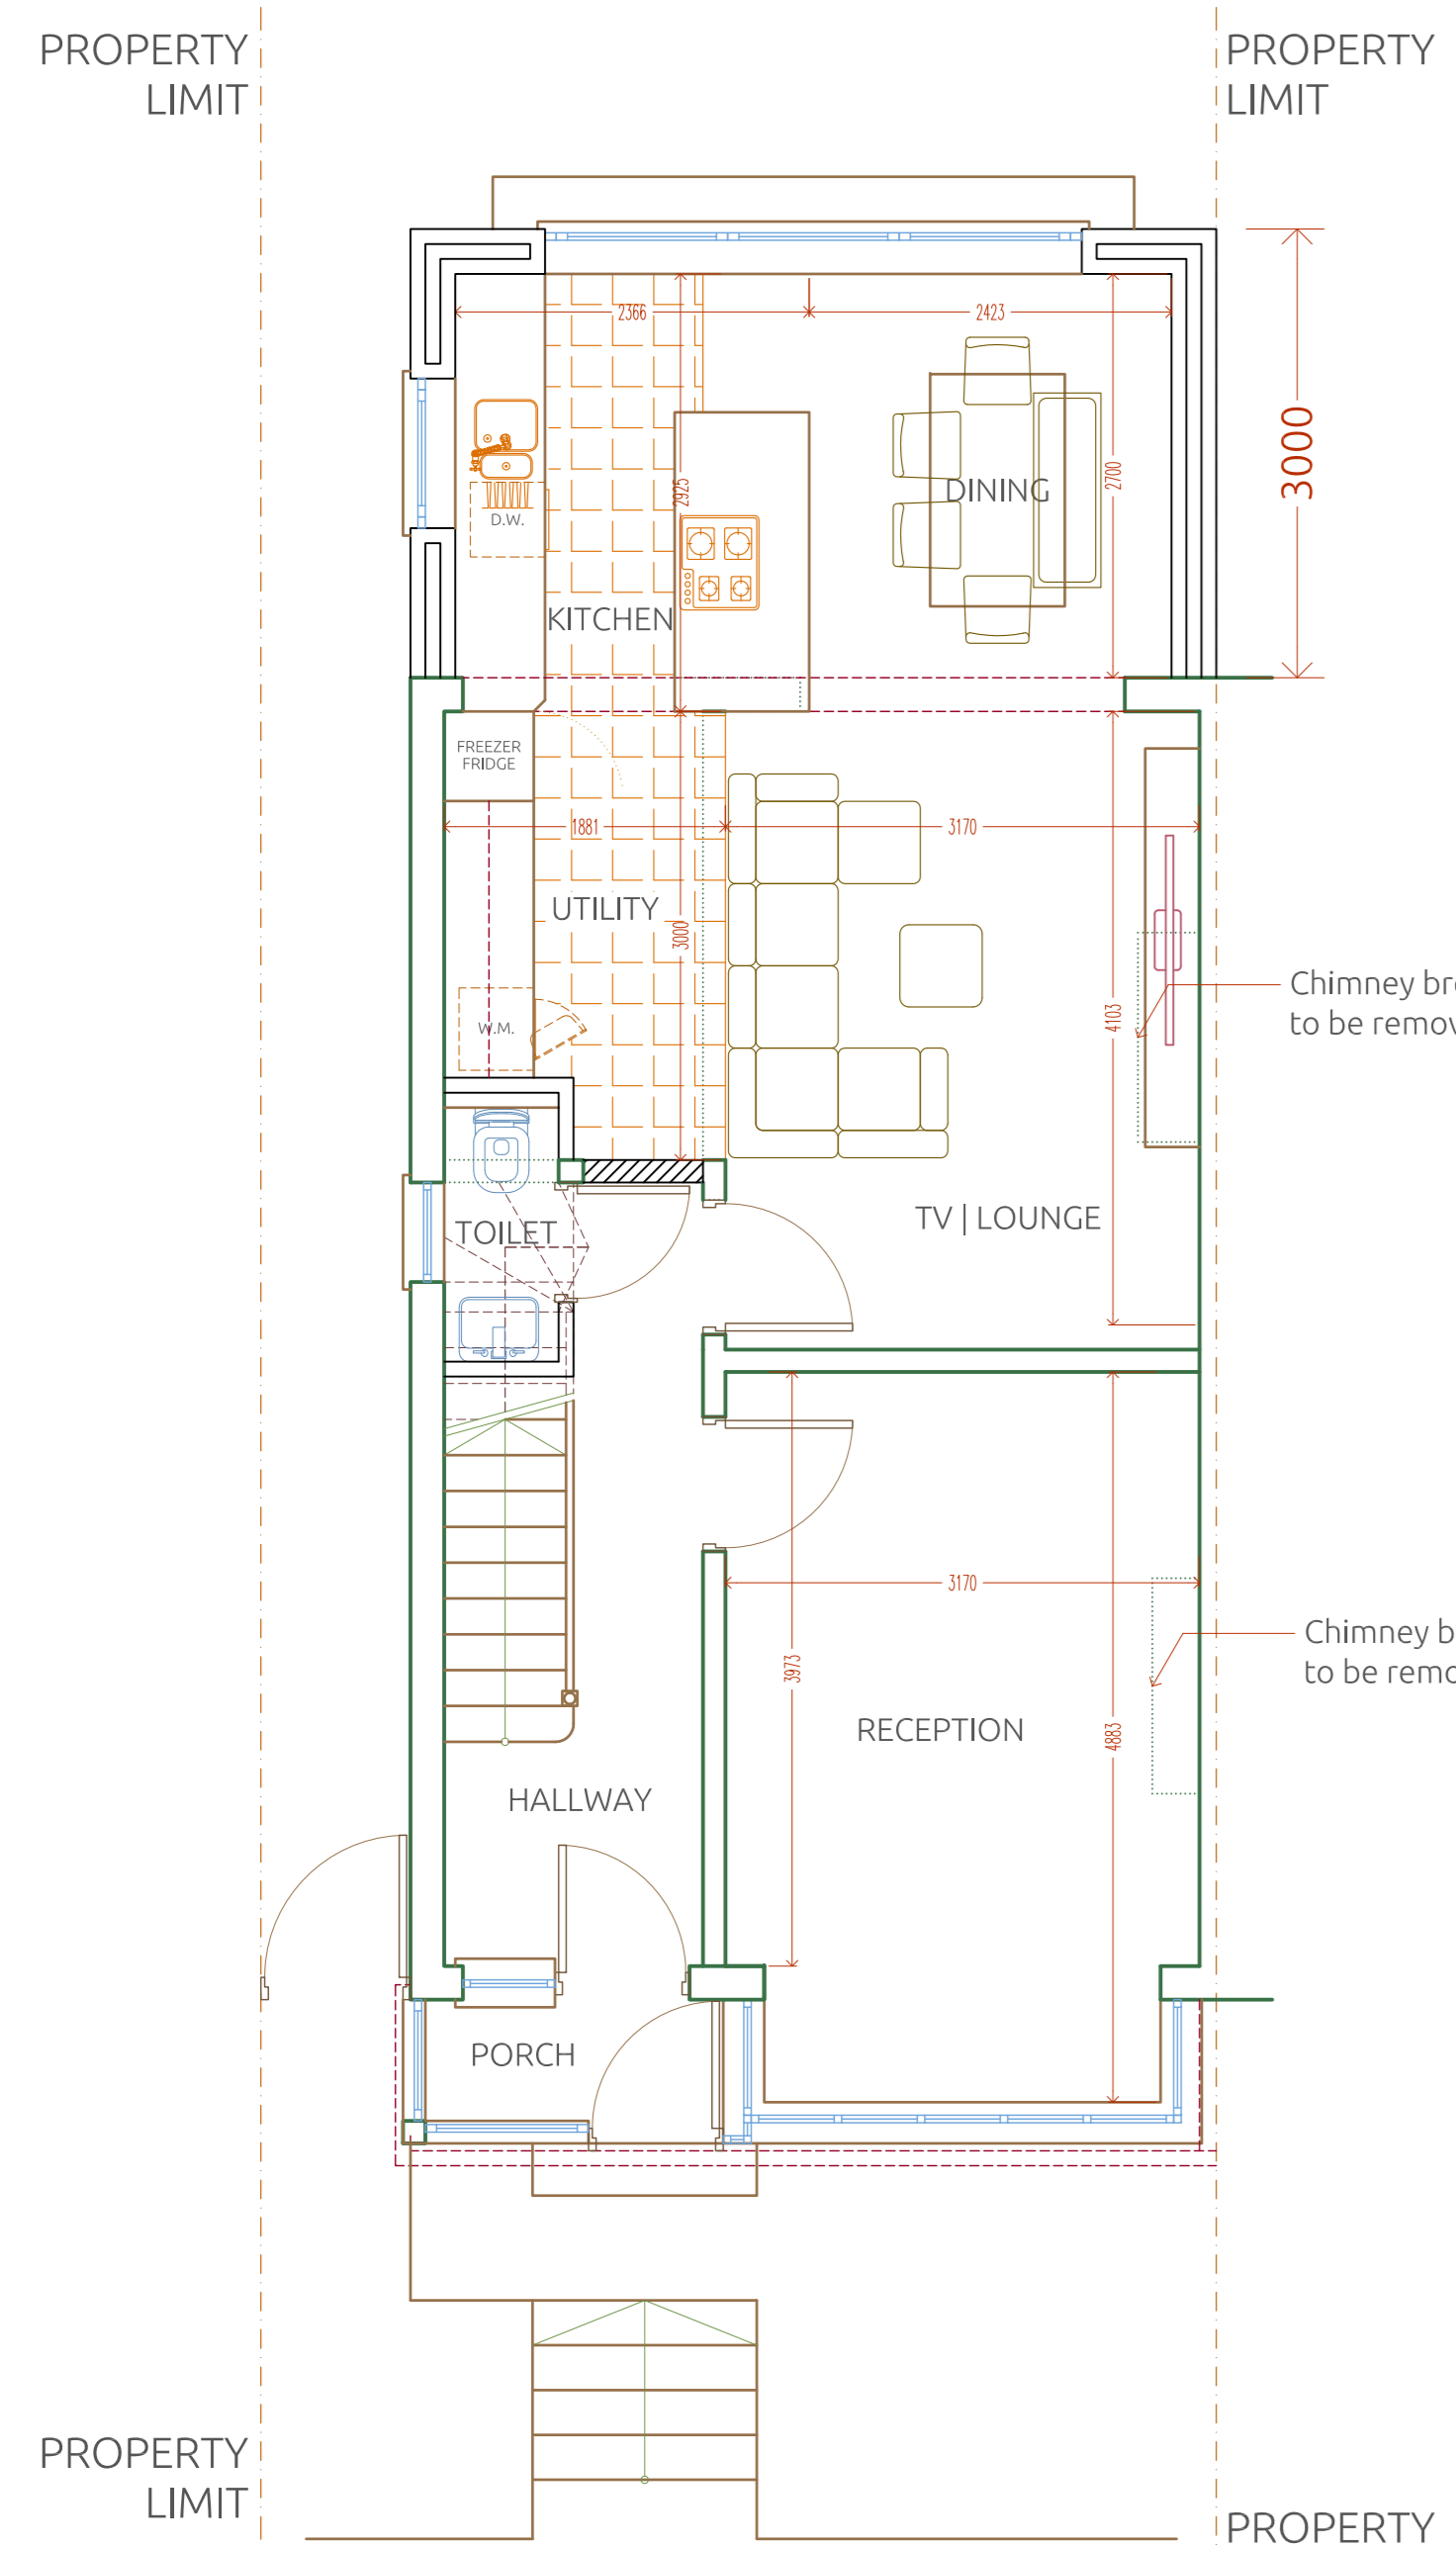 PROPERTY
LIMIT
PROPERTY
LIMIT
2366
2423
3000
2925
2700
DINING
D.W.
KITCHEN
FREEZER
FRIDGE
1881
3170
UTILITY
3000
4103
Chimney br
to be remov
W.M.
TOILET
TV | LOUNGE
3170
3973
4883
Chimney b
to be remo
RECEPTION
HALLWAY
PORCH
PROPERTY
LIMIT
PROPERTY